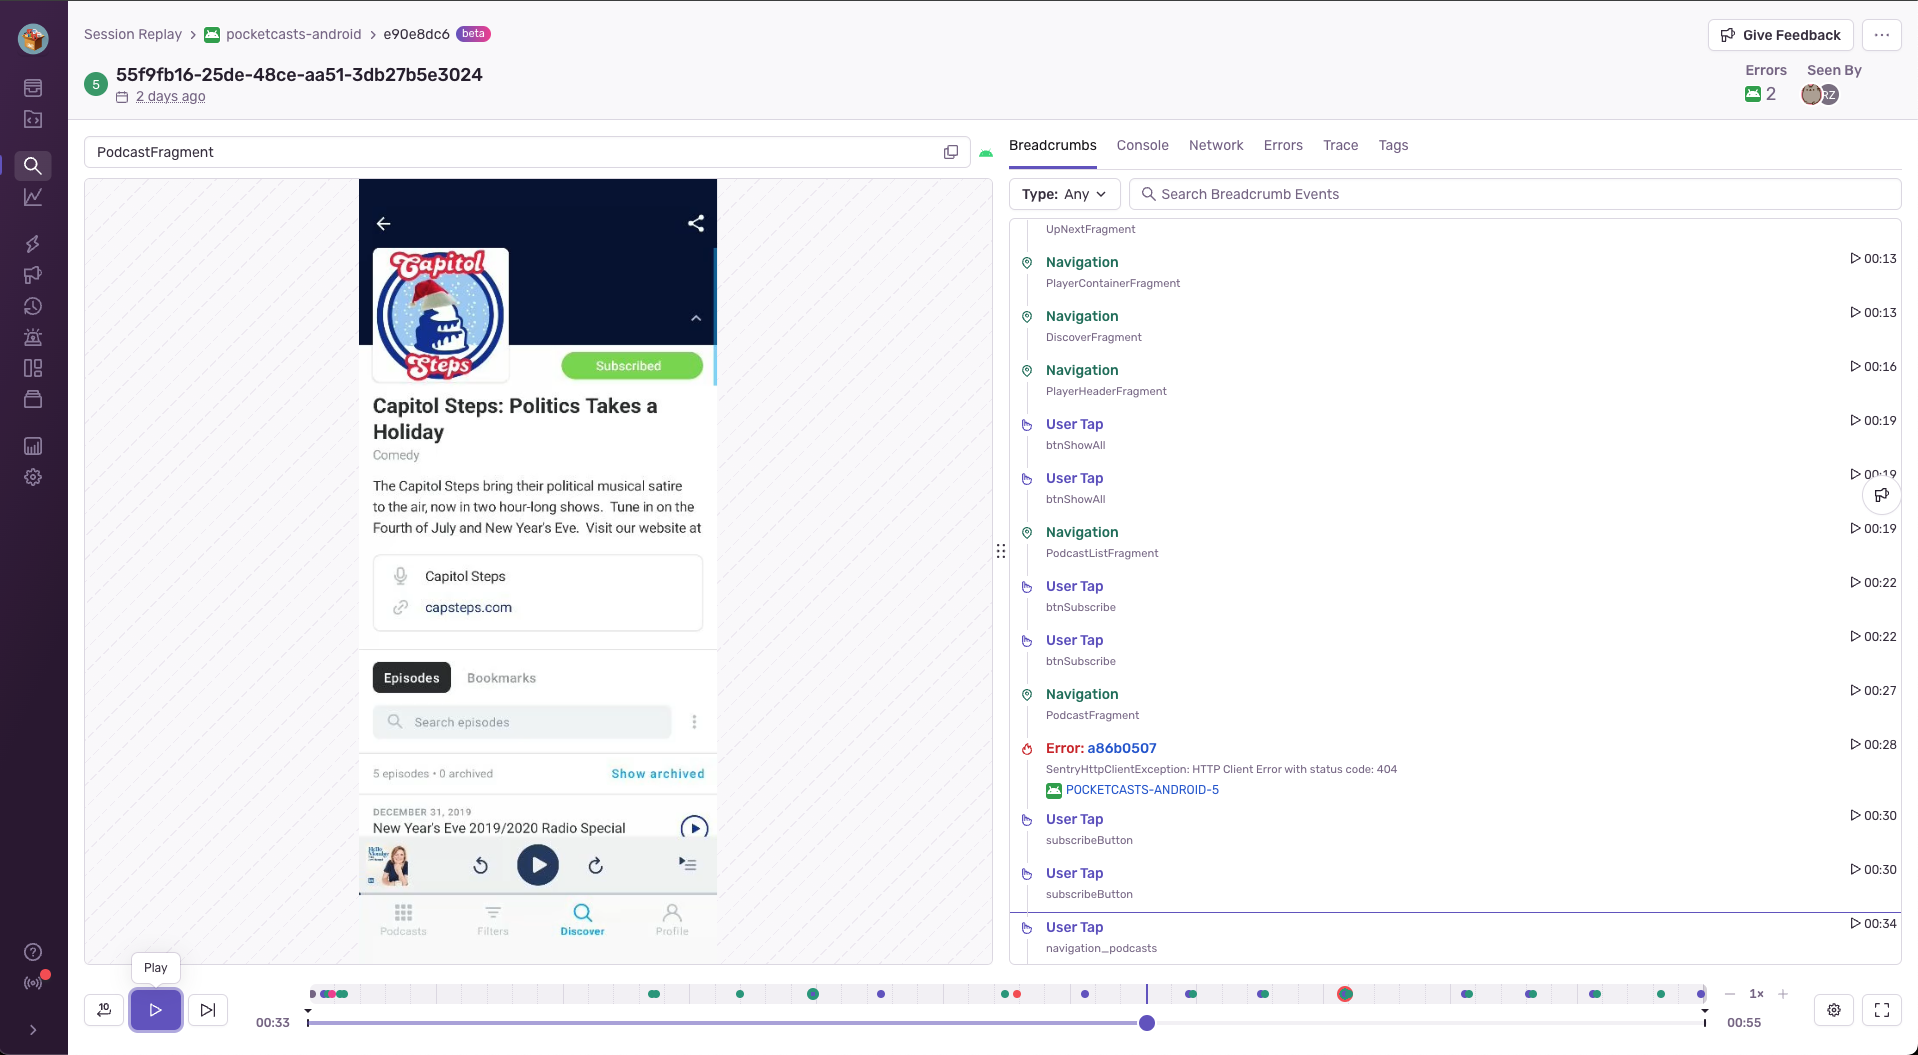 Session Replay > pocketcasts-android > e90e8dc6 beta
Give Feedback
5
55f9fb16-25de-48ce-aa51-3db27b5e3024
2 days ago
Errors
2
Seen By
RZ
PodcastFragment
Capitol
Steps
Subscribed
Capitol Steps: Politics Takes a
Holiday
Comedy
The Capitol Steps bring their political musical satire
to the air, now in two hour-long shows. Tune in on the
Fourth of July and New Year's Eve. Visit our website at
Capitol Steps
capsteps.com
Episodes
Bookmarks
Search episodes
5 episodes • 0 archived
Show archived
DECEMBER 31, 2019
New Year's Eve 2019/2020 Radio Special
Podcasts
Filters
Discover
Profile
Breadcrumbs
Console
Network
Errors
Trace
Tags
Type: Any
Search Breadcrumb Events
UpNextFragment
Navigation
00:13
PlayerContainerFragment
Navigation
00:13
DiscoverFragment
Navigation
00:16
PlayerHeaderFragment
User Tap
00:19
btnShowAll
User Tap
00:19
btnShowAll
Navigation
00:19
PodcastListFragment
User Tap
00:22
btnSubscribe
User Tap
00:22
btnSubscribe
Navigation
00:27
PodcastFragment
Error: a86b0507
00:28
SentryHttpClientException: HTTP Client Error with status code: 404
POCKETCASTS-ANDROID-5
User Tap
00:30
subscribeButton
User Tap
00:30
subscribeButton
User Tap
00:34
navigation_podcasts
Play
10
00:33
1x
00:55